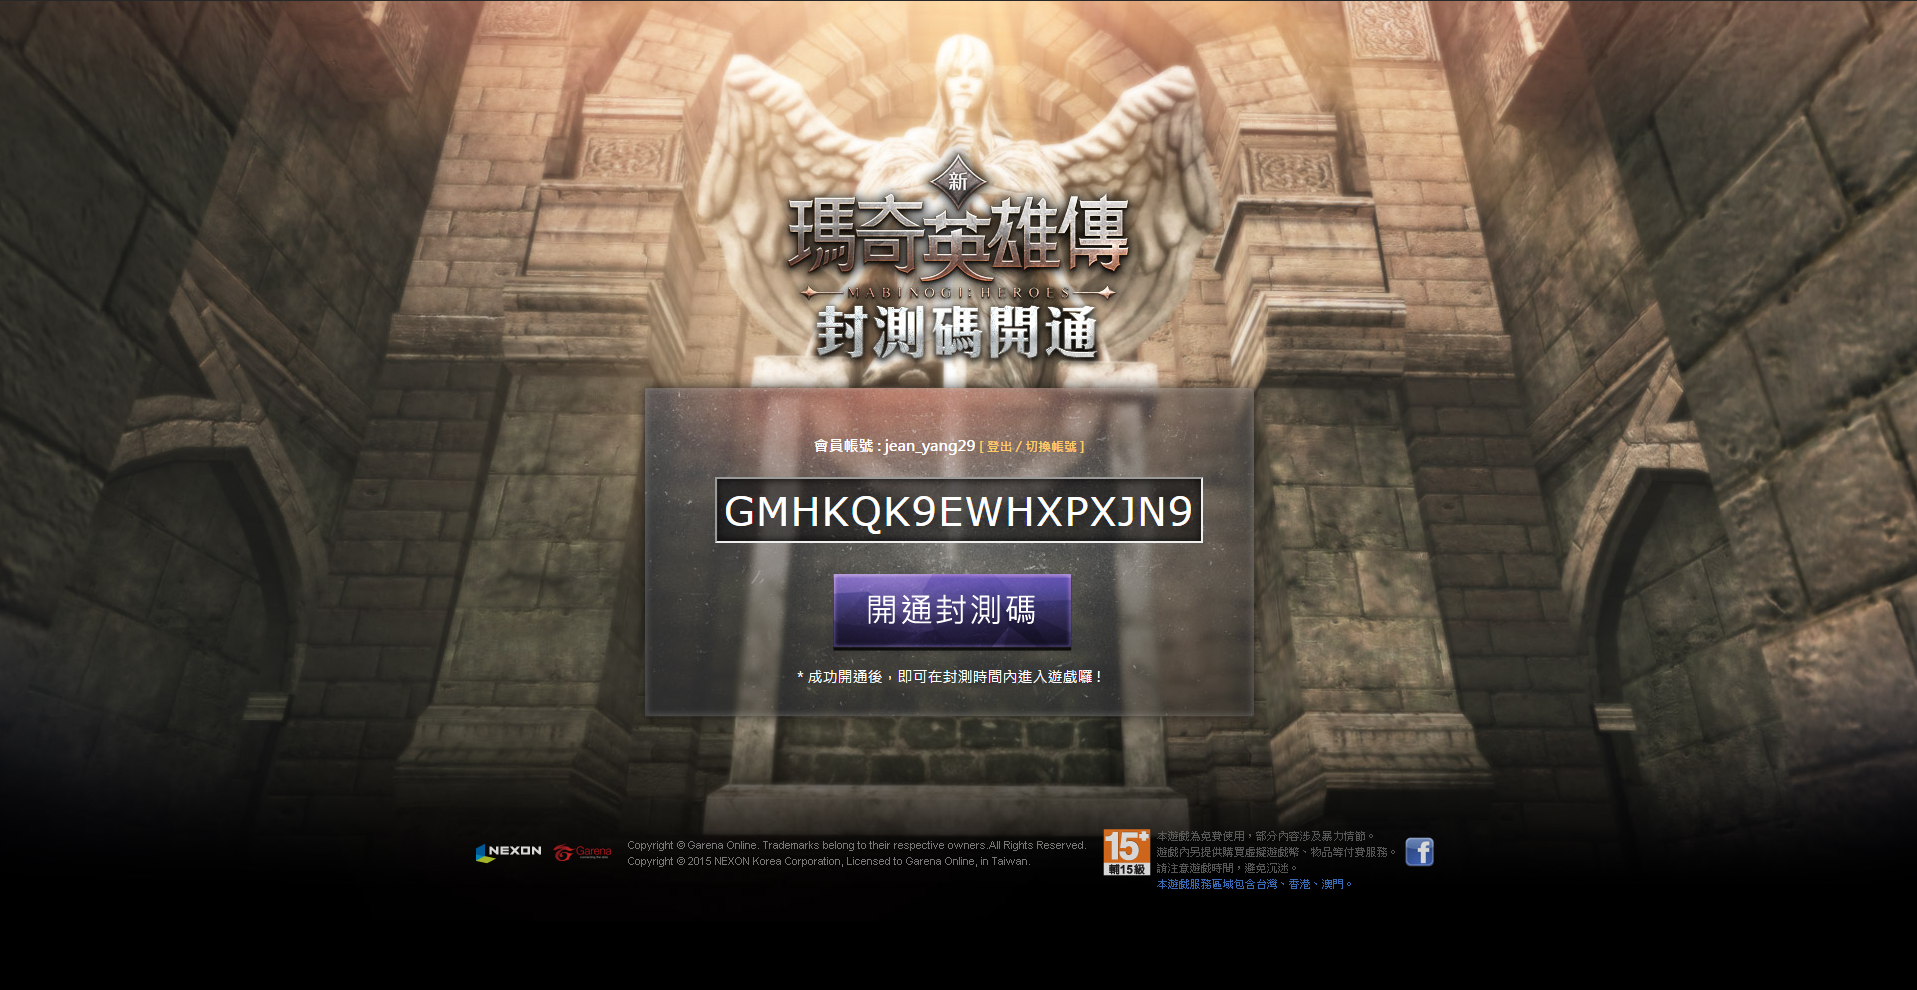 新
瑪奇英雄傳
MABINOGI: HEROES
封測碼開通
會員帳號 : jean_yang29 [ 登出 / 切換帳號 ]
GMHKQK9EWHXPXJN9
開通封測碼
* 成功開通後，即可在封測時間內進入遊戲囉 !
NEXON
Garena
Copyright © Garena Online. Trademarks belong to their respective owners.All Rights Reserved.
Copyright © 2015 NEXON Korea Corporation, Licensed to Garena Online, in Taiwan.
15+
輔15級
本遊戲為免費使用，部分內容涉及暴力情節。
遊戲內另提供購買虛擬遊戲幣、物品等付費服務。
請注意遊戲時間，避免沉迷。
本遊戲服務區域包含台灣、香港、澳門。
f